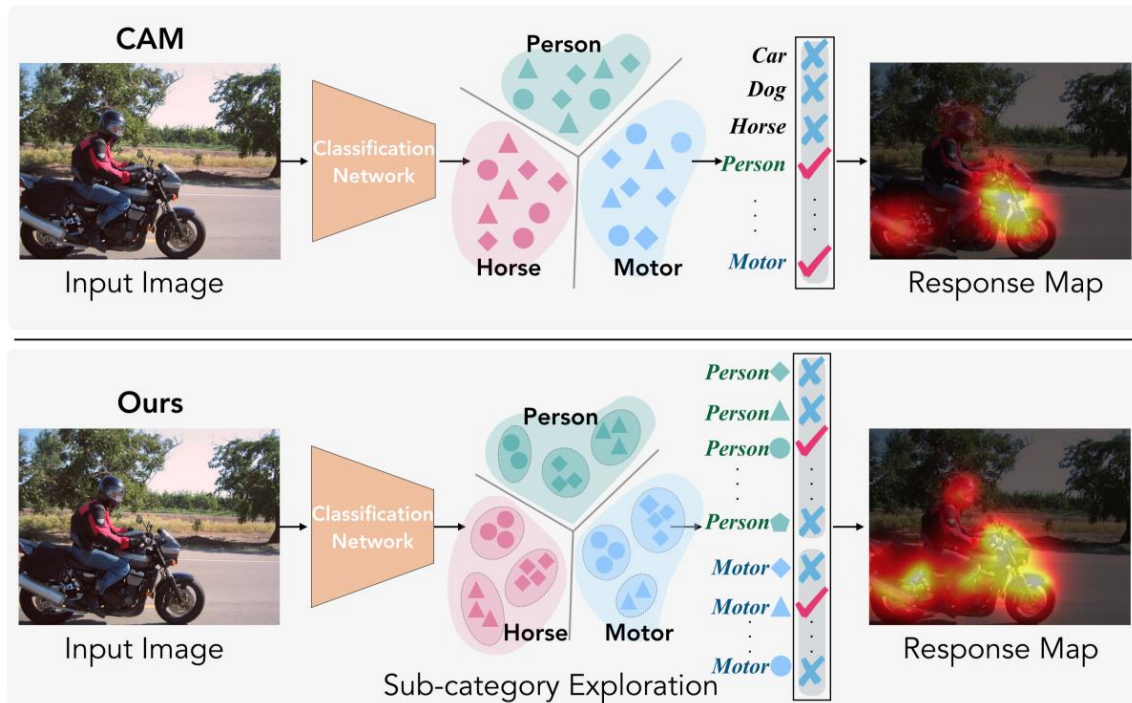 CAM
Input Image
Classification
Network
Person
Horse
Motor
Car
Dog
Horse
Person
Motor
Response Map
Ours
Input Image
Classification
Network
Person
Horse
Motor
Sub-category Exploration
Person
Person
Person
Person
Motor
Motor
Motor
Response Map